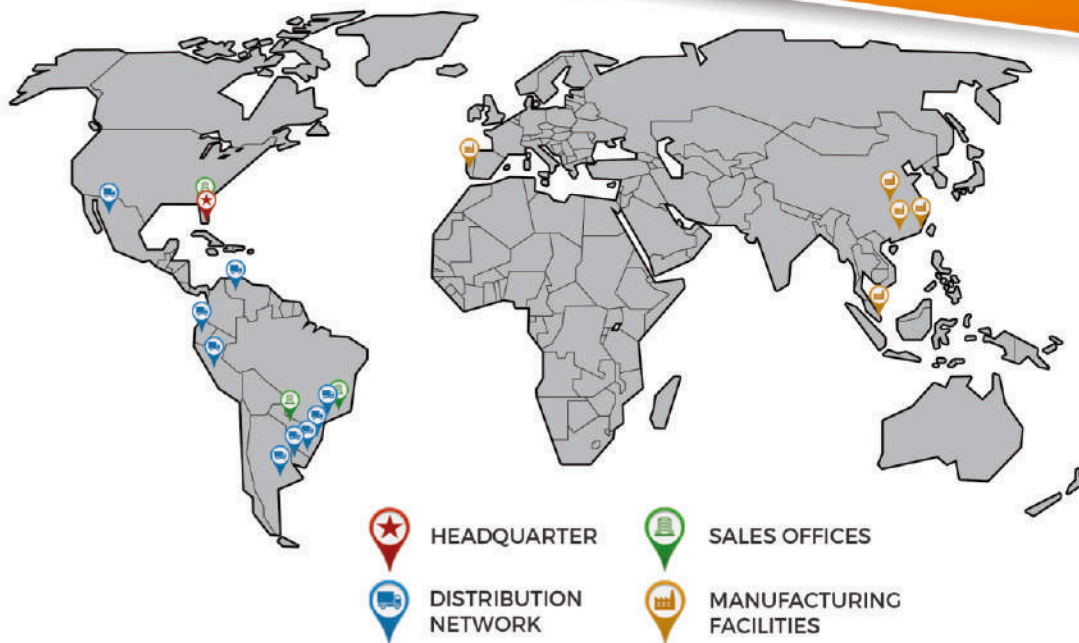 HEADQUARTER
SALES OFFICES
DISTRIBUTION
NETWORK
MANUFACTURING
FACILITIES